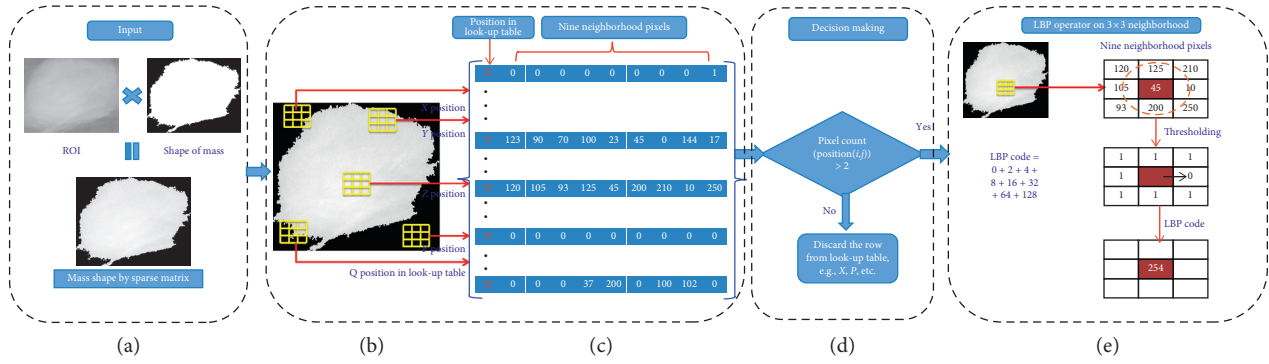 Input
ROI
Shape of mass
Mass shape by sparse matrix
(a)
X position
Y position
Z position
Q position in look-up table
(b)
Position in
look-up table
Nine neighborhood pixels
0 0 0 0 0 0 0 0 1
123 90 70 100 23 45 0 144 17
Z 120 105 93 125 45 200 210 10 250
P 0 0 0 0 0 0 0 0 0
Q 0 0 0 37 200 0 100 102 0
(c)
Decision making
Pixel count
(position(i,j))
> 2
Yes
No
Discard the row
from look-up table,
e.g., X, P, etc.
(d)
LBP operator on 3×3 neighborhood
Nine neighborhood pixels
120 125 210
105 45 10
93 200 250
Thresholding
LBP code =
0 + 2 + 4 +
8 + 16 + 32
+ 64 + 128
1 1 1
1 0
1 1 1
LBP code
254
(e)